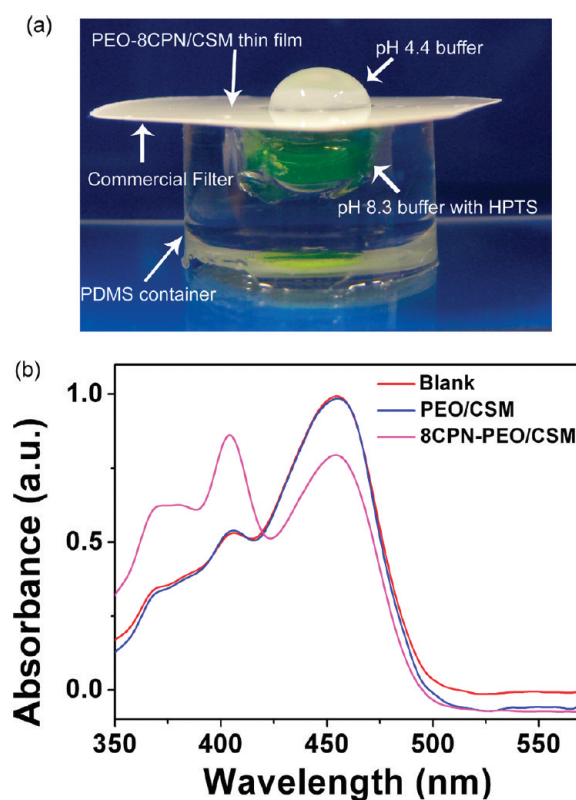 (a)
PEO-8CPN/CSM thin film
pH 4.4 buffer
Commercial Filter
pH 8.3 buffer with HPTS
PDMS container
(b)
Blank
PEO/CSM
8CPN-PEO/CSM
Absorbance (a.u.)
1.0
0.5
0.0
350 400 450 500 550
Wavelength (nm)